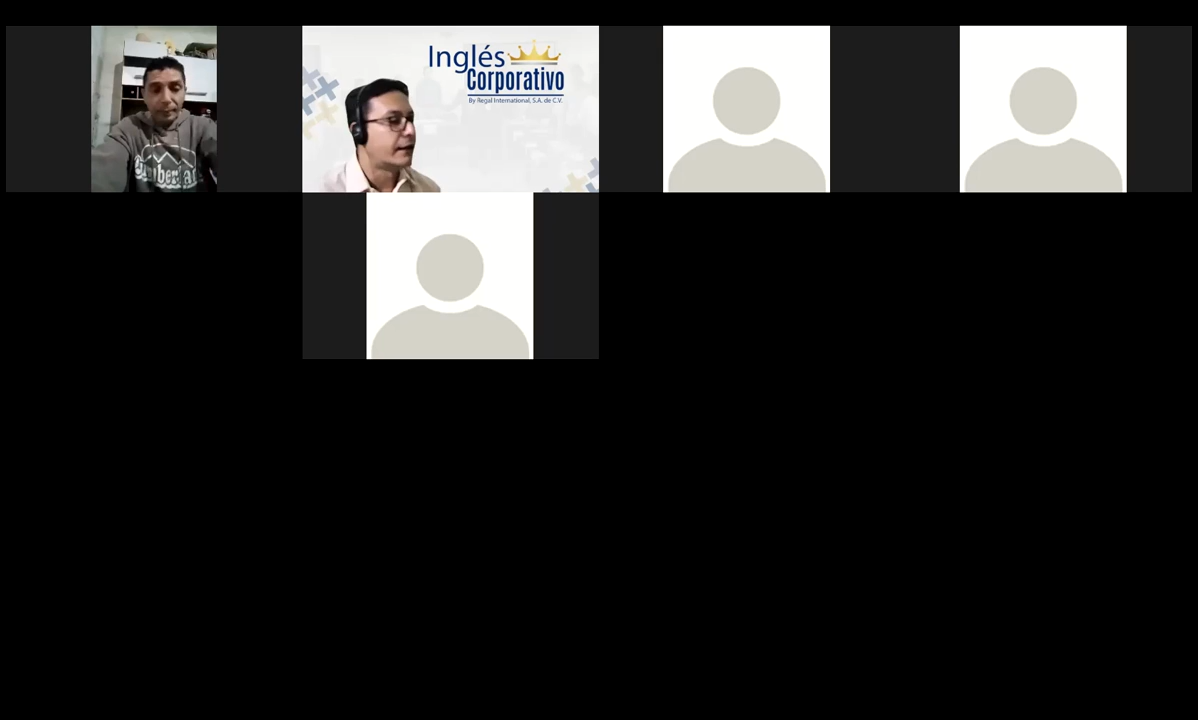 Inglés
Corporativo
By Regal International, S.A. de C.V.